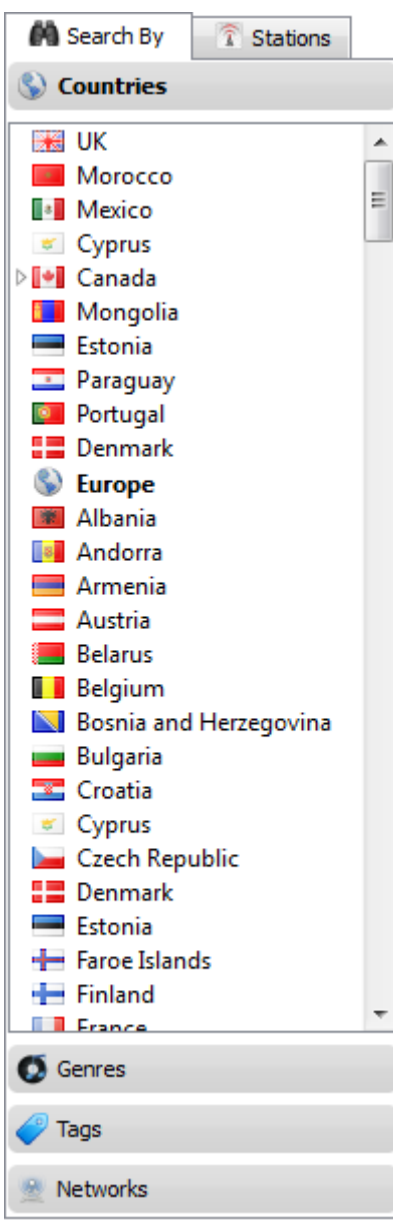 Search By
Stations
Countries
UK
Morocco
Mexico
Cyprus
Canada
Mongolia
Estonia
Paraguay
Portugal
Denmark
Europe
Albania
Andorra
Armenia
Austria
Belarus
Belgium
Bosnia and Herzegovina
Bulgaria
Croatia
Cyprus
Czech Republic
Denmark
Estonia
Faroe Islands
Finland
France
Genres
Tags
Networks